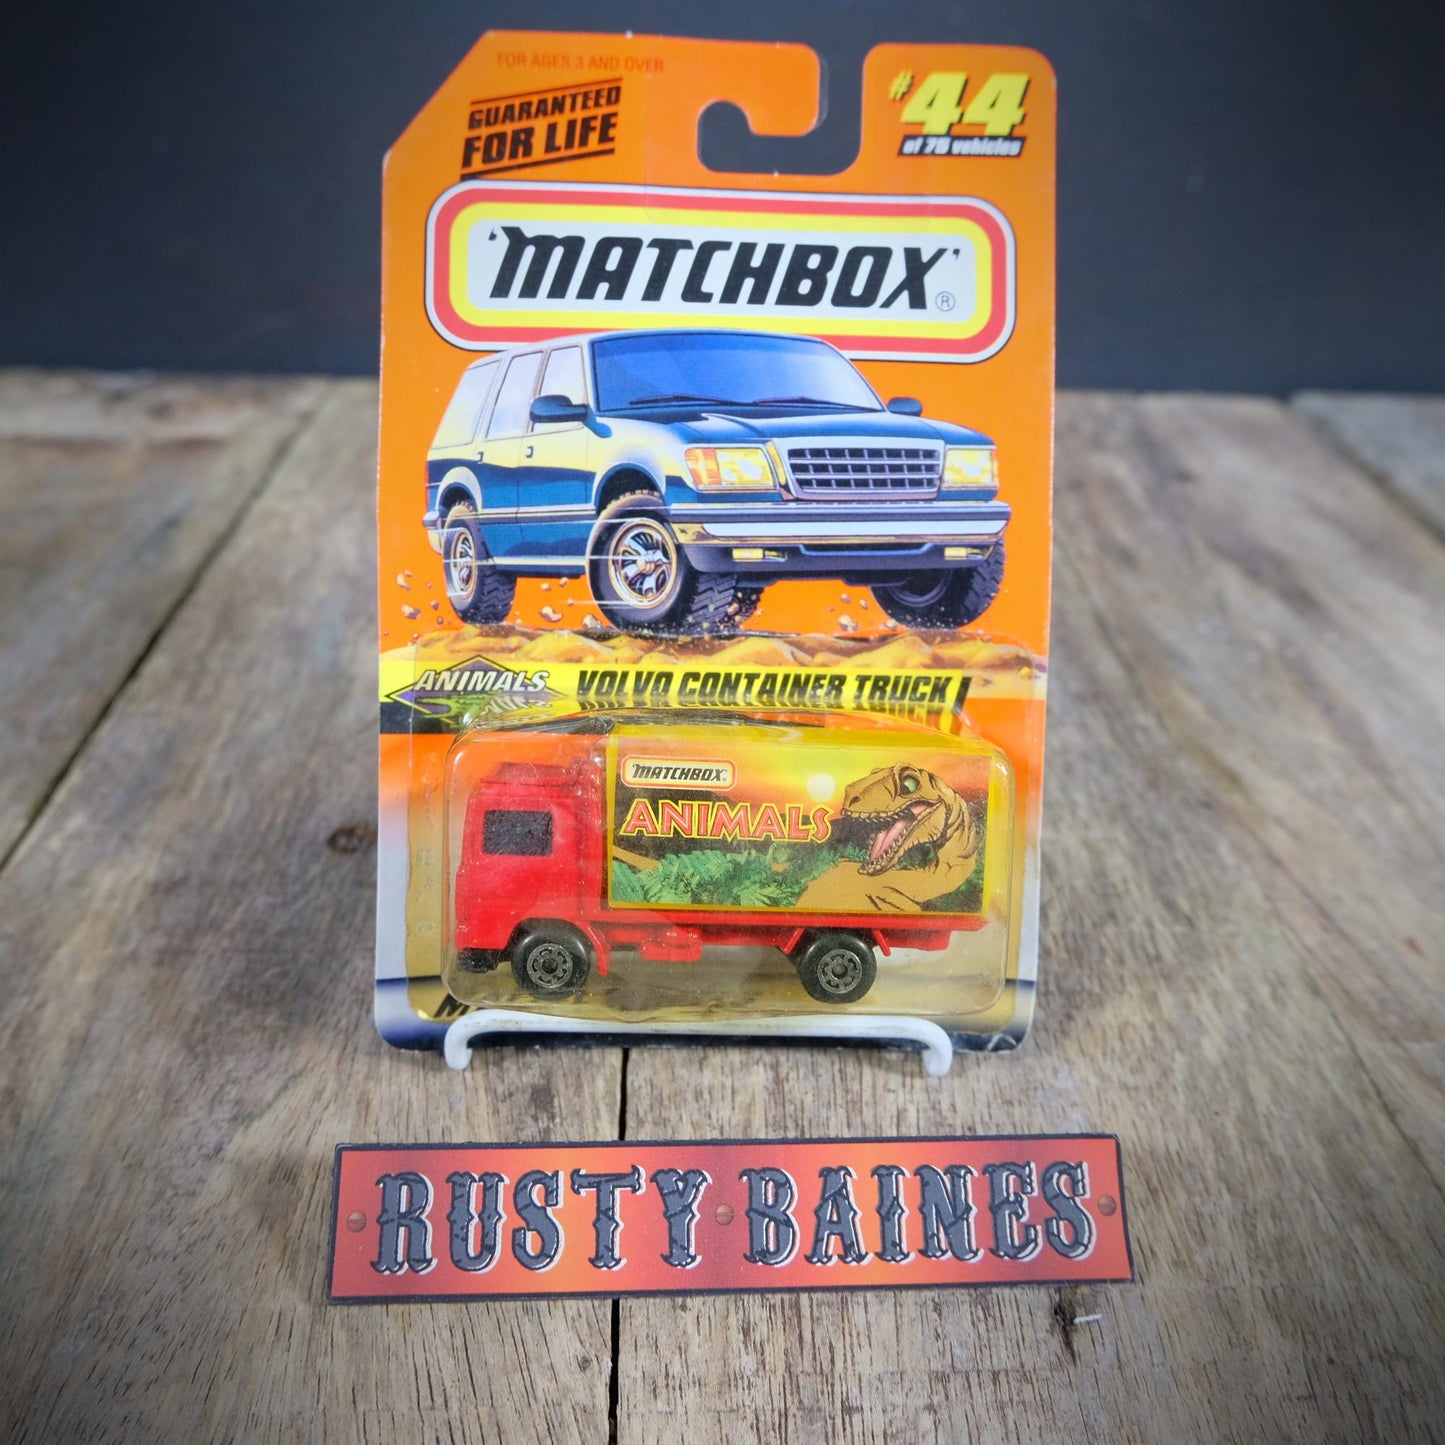 FOR AGES 3 AND OVER
GUARANTEED
FOR LIFE
#44
of 75 vehicles
'MATCHBOX'®
ANIMALS
VOLVO CONTAINER TRUCK
'MATCHBOX'
ANIMALS
RUSTY BAINES